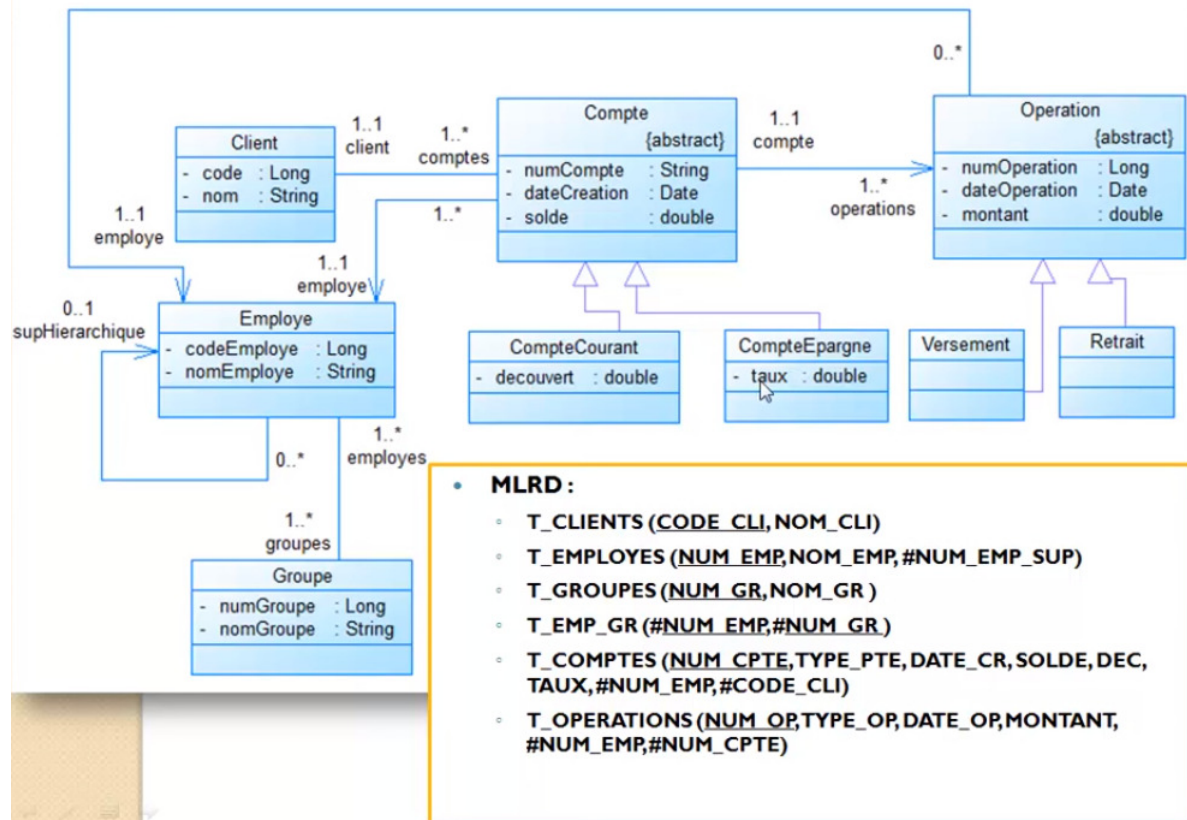 0..*
Compte
{abstract]
- numCompte : String
- dateCreation : Date
- solde : double
Operation
{abstract}
- numOperation : Long
- dateOperation : Date
- montant : double
1..1
client
1..*
comptes
1..1
compte
1..*
operations
Client
- code : Long
- nom : String
1..1
employe
1..*
1..1
employe
0..1
supHierarchique
Employe
- codeEmploye : Long
- nomEmploye : String
CompteCourant
- decouvert : double
CompteEpargne
- taux : double
Versement
Retrait
0..*
1..*
employes
1..*
groupes
Groupe
- numGroupe : Long
- nomGroupe : String
• MLRD :
◦ T_CLIENTS (CODE_CLI, NOM_CLI)
◦ T_EMPLOYES (NUM_EMP,NOM_EMP, #NUM_EMP_SUP)
◦ T_GROUPES (NUM_GR,NOM_GR )
◦ T_EMP_GR (#NUM_EMP,#NUM_GR )
◦ T_COMPTES (NUM_CPTE,TYPE_PTE, DATE_CR, SOLDE, DEC,
TAUX, #NUM_EMP,#CODE_CLI)
◦ T_OPERATIONS (NUM_OP,TYPE_OP, DATE_OP, MONTANT,
#NUM_EMP,#NUM_CPTE)